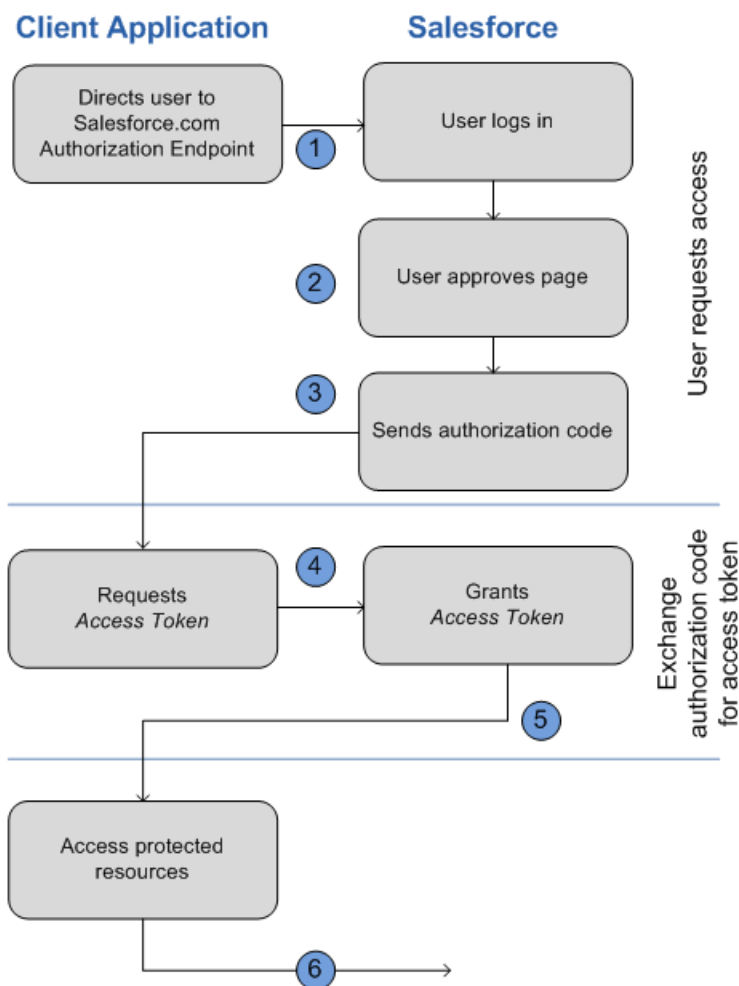 Client Application
Salesforce
Directs user to
Salesforce.com
Authorization Endpoint
1
User logs in
2
User approves page
User requests access
3
Sends authorization code
Requests
Access Token
4
Grants
Access Token
Exchange
authorization code
for access token
5
Access protected
resources
6